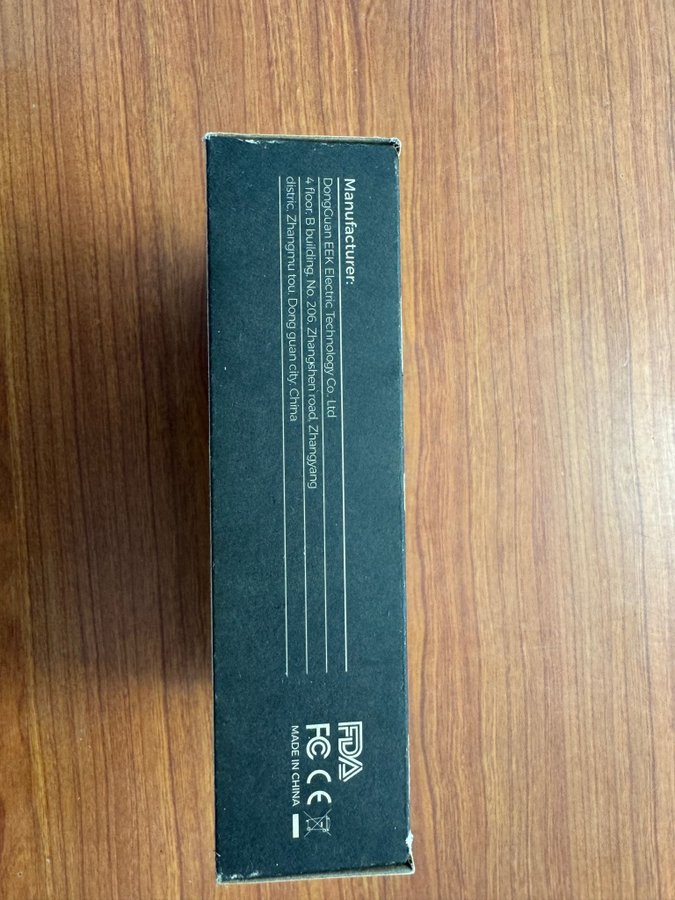 Manufacturer:
DongGuan EEK Electric Technology Co., Ltd
4 floor, B building, No. 206, Zhangshen road, Zhangyang
distric, Zhangmu tou, Dong guan city, China
FDA
FC CE
MADE IN CHINA